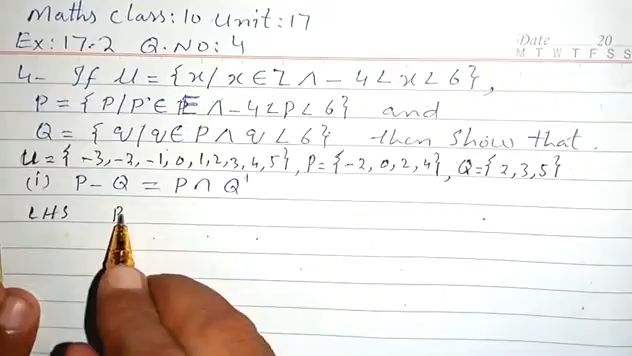 Maths Class: 10 Unit: 17
Ex: 17.2 Q.No: 4
Date 20
M T W T F S S
4- If U = {x/x ∈ Z ∧ -4 < x < 6},
P = {P/P ∈ E ∧ -4 < P < 6} and
Q = {q/q ∈ P ∧ q < 6} then show that.
U = {-3, -2, -1, 0, 1, 2, 3, 4, 5}, P = {-2, 0, 2, 4}, Q = {2, 3, 5}
(i) P - Q = P ∩ Q'
LHS P